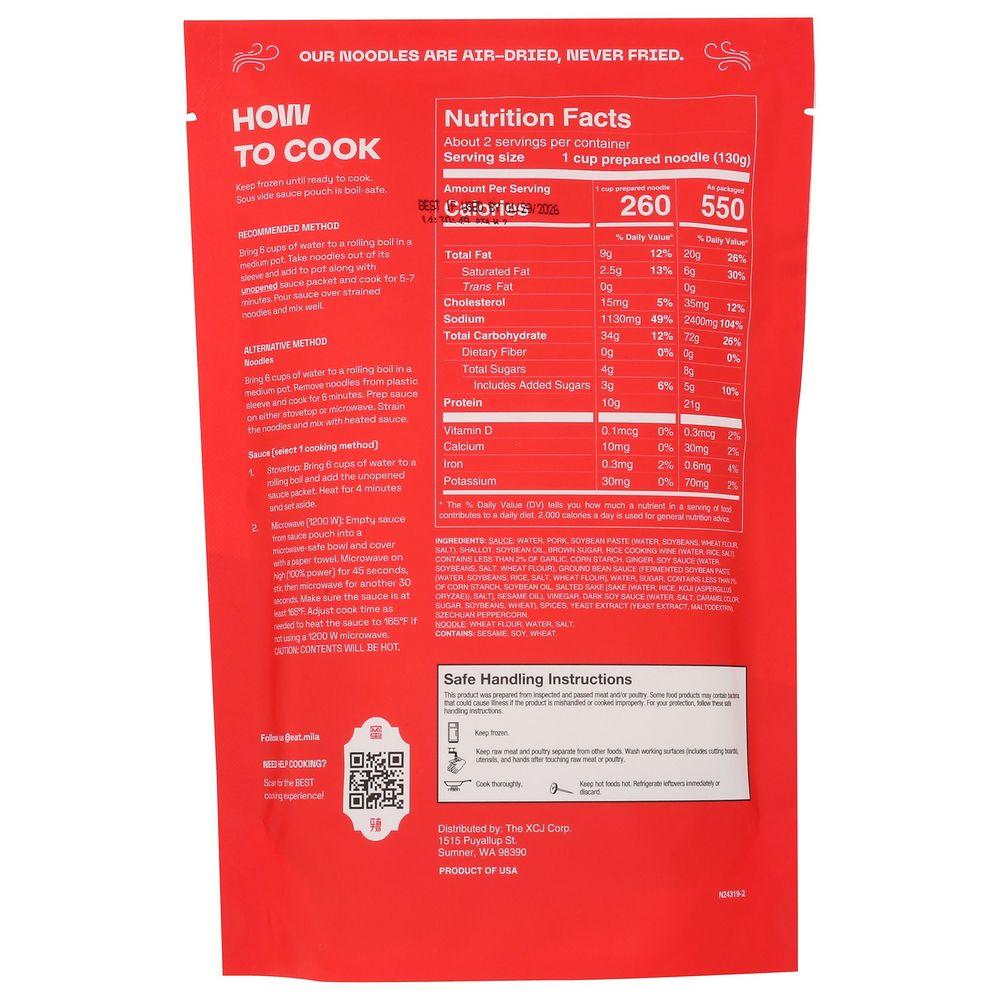 OUR NOODLES ARE AIR-DRIED, NEVER FRIED.
HOW
TO COOK
Keep frozen until ready to cook.
Sous vide sauce pouch is boil-safe.
RECOMMENDED METHOD
Bring 6 cups of water to a rolling boil in a
medium pot. Take noodles out of its
sleeve and add to pot along with
unopened sauce packet and cook for 5-7
minutes. Pour sauce over strained
noodles and mix well.
ALTERNATIVE METHOD
Noodles
Bring 6 cups of water to a rolling boil in a
medium pot. Remove noodles from plastic
sleeve and cook for 6 minutes. Prep sauce
on either stovetop or microwave. Strain
the noodles and mix with heated sauce.
Sauce (select 1 cooking method)
1. Stovetop: Bring 6 cups of water to a
rolling boil and add the unopened
sauce packet. Heat for 4 minutes
and set aside.
2. Microwave (1200 W): Empty sauce
from sauce pouch into a
microwave-safe bowl and cover
with a paper towel. Microwave on
high (100% power) for 45 seconds,
stir, then microwave for another 30
seconds. Make sure the sauce is at
least 165°F. Adjust cook time as
needed to heat the sauce to 165°F if
not using a 1200 W microwave.
CAUTION: CONTENTS WILL BE HOT.
Follow us @eat.mila
NEED HELP COOKING?
Scan for the BEST
cooking experience!
Nutrition Facts
About 2 servings per container
Serving size 1 cup prepared noodle (130g)
Amount Per Serving 1 cup prepared noodle As packaged
Calories 260 550
BEST IF USED BY /2026
% Daily Value* % Daily Value*
Total Fat 9g 12% 20g 26%
Saturated Fat 2.5g 13% 6g 30%
Trans Fat 0g 0g
Cholesterol 15mg 5% 35mg 12%
Sodium 1130mg 49% 2400mg 104%
Total Carbohydrate 34g 12% 72g 26%
Dietary Fiber 0g 0% 0g 0%
Total Sugars 4g 8g
Includes Added Sugars 3g 6% 5g 10%
Protein 10g 21g
Vitamin D 0.1mcg 0% 0.3mcg 2%
Calcium 10mg 0% 30mg 2%
Iron 0.3mg 2% 0.6mg 4%
Potassium 30mg 0% 70mg 2%
* The % Daily Value (DV) tells you how much a nutrient in a serving of food
contributes to a daily diet. 2,000 calories a day is used for general nutrition advice.
INGREDIENTS: SAUCE: WATER, PORK, SOYBEAN PASTE (WATER, SOYBEANS, WHEAT FLOUR,
SALT), SHALLOT, SOYBEAN OIL, BROWN SUGAR, RICE COOKING WINE (WATER, RICE, SALT)
CONTAINS LESS THAN 2% OF GARLIC, CORN STARCH, GINGER, SOY SAUCE (WATER,
SOYBEANS, SALT, WHEAT FLOUR), GROUND BEAN SAUCE (FERMENTED SOYBEAN PASTE
(WATER, SOYBEANS, RICE, SALT, WHEAT FLOUR), WATER, SUGAR, CONTAINS LESS THAN 2%
OF CORN STARCH, SOYBEAN OIL, SALTED SAKE [SAKE (WATER, RICE, KOJI (ASPERGILLUS
ORYZAE)), SALT], SESAME OIL), VINEGAR, DARK SOY SAUCE (WATER, SALT, CARAMEL COLOR,
SUGAR, SOYBEANS, WHEAT), SPICES, YEAST EXTRACT (YEAST EXTRACT, MALTODEXTRIN),
SZECHUAN PEPPERCORN.
NOODLE: WHEAT FLOUR, WATER, SALT.
CONTAINS: SESAME, SOY, WHEAT.
Safe Handling Instructions
This product was prepared from inspected and passed meat and/or poultry. Some food products may contain bacteria
that could cause illness if the product is mishandled or cooked improperly. For your protection, follow these safe
handling instructions.
Keep frozen.
Keep raw meat and poultry separate from other foods. Wash working surfaces (includes cutting boards),
utensils, and hands after touching raw meat or poultry.
Cook thoroughly.
Keep hot foods hot. Refrigerate leftovers immediately or
discard.
Distributed by: The XCJ Corp.
1515 Puyallup St.
Sumner, WA 98390
PRODUCT OF USA
N24319-2